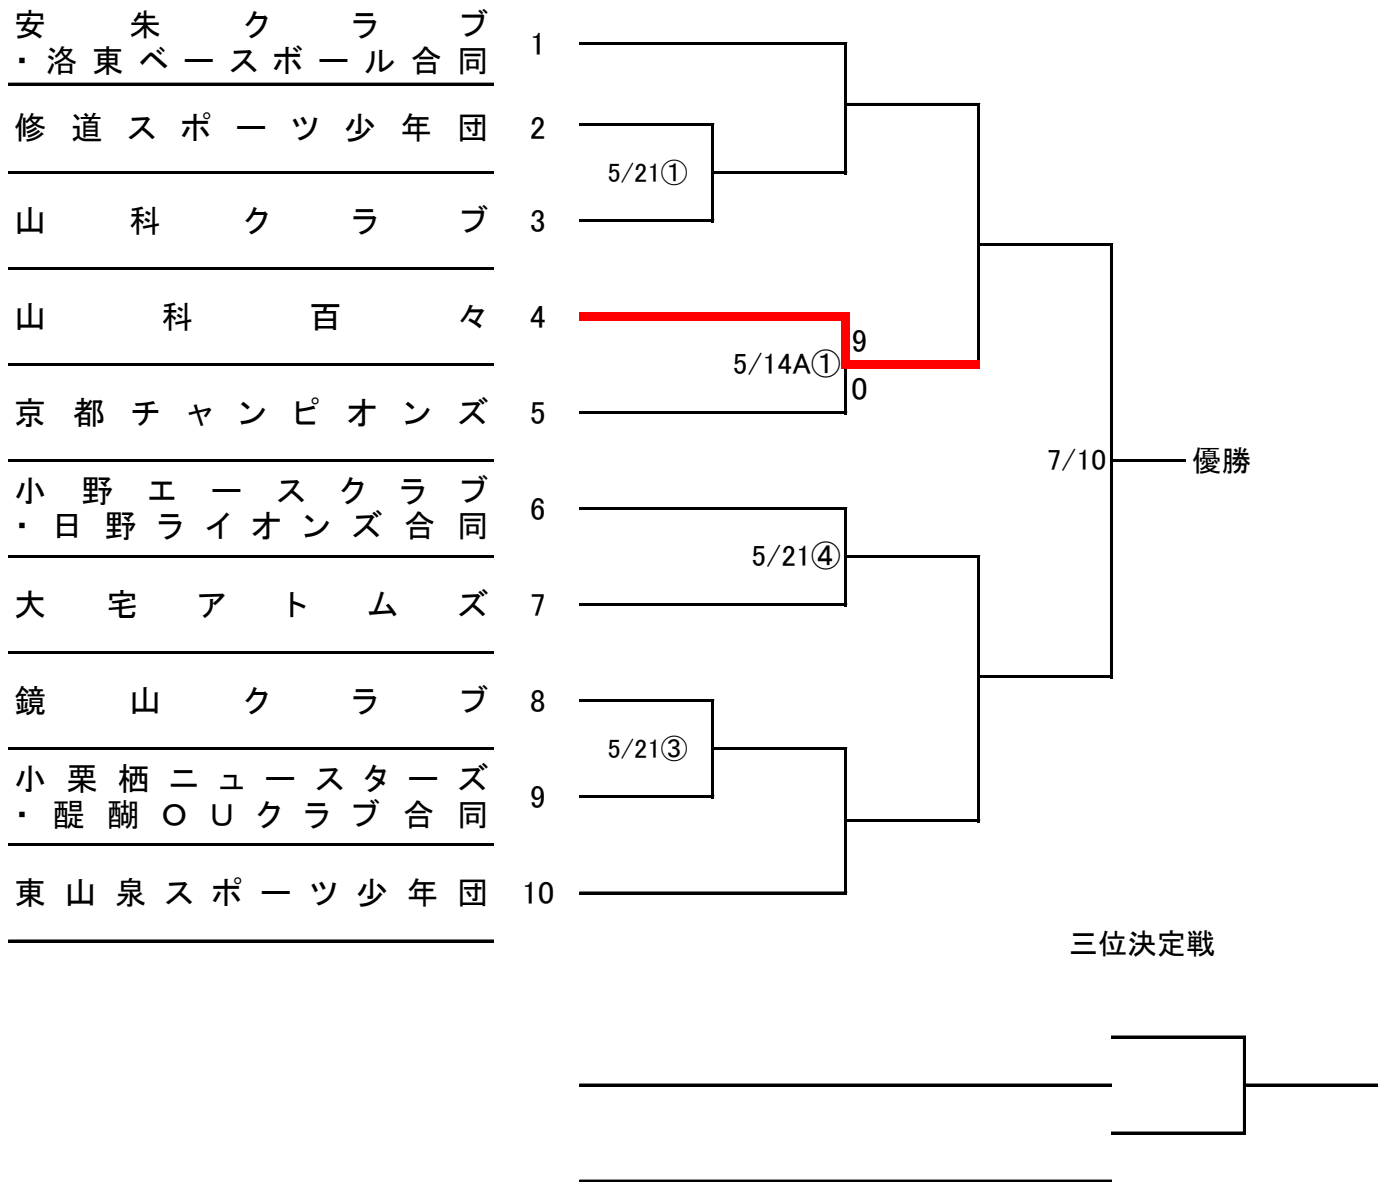 安朱クラブ
・洛東ベースボール合同
1
修道スポーツ少年団
2
5/21①
山科クラブ
3
山科百々
4
9
5/14A①
0
京都チャンピオンズ
5
7/10
優勝
小野エースクラブ
・日野ライオンズ合同
6
5/21④
大宅アトムズ
7
鏡山クラブ
8
5/21③
小栗栖ニュースターズ
・醍醐OUクラブ合同
9
東山泉スポーツ少年団
10
三位決定戦